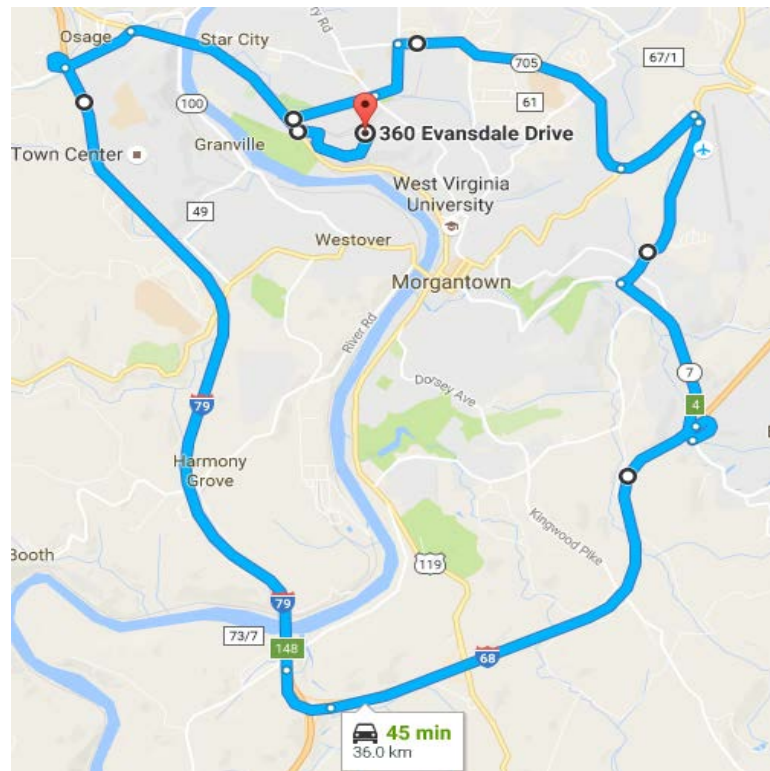 Osage
Star City
ry Rd
67/1
705
100
61
360 Evansdale Drive
Granville
Town Center
West Virginia
University
49
Westover
Morgantown
River Rd
7
Dorsey Ave
4
79
Harmony
Grove
Kingwood Pike
Booth
119
79
73/7
148
68
45 min
36.0 km